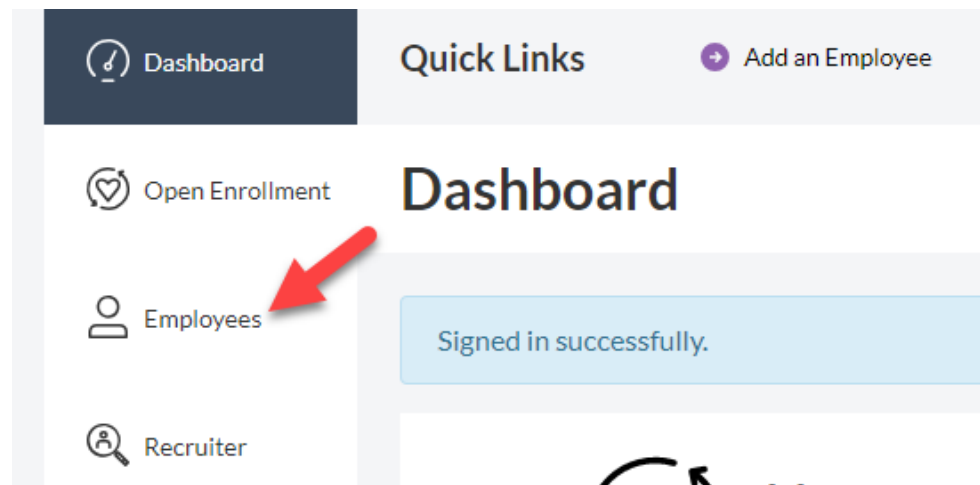 Dashboard
Quick Links
Add an Employee
Open Enrollment
Dashboard
Employees
Signed in successfully.
Recruiter